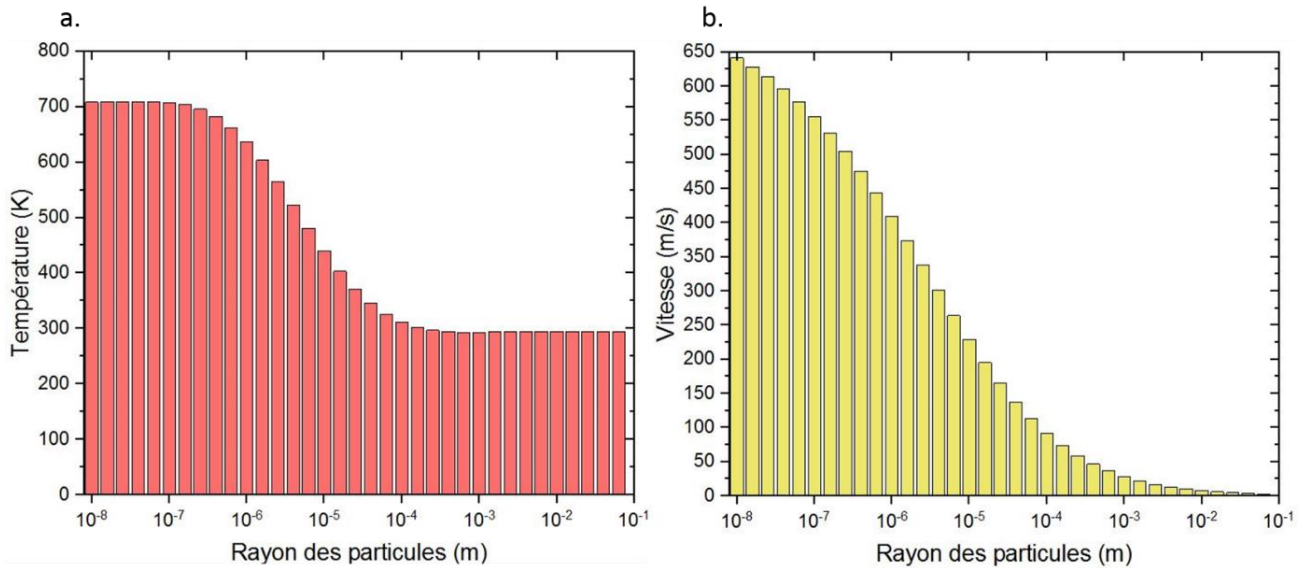 a.
800
700
600
500
400
300
200
100
0
Température (K)
10⁻⁸ 10⁻⁷ 10⁻⁶ 10⁻⁵ 10⁻⁴ 10⁻³ 10⁻² 10⁻¹
Rayon des particules (m)
b.
650
600
550
500
450
400
350
300
250
200
150
100
50
0
Vitesse (m/s)
10⁻⁸ 10⁻⁷ 10⁻⁶ 10⁻⁵ 10⁻⁴ 10⁻³ 10⁻² 10⁻¹
Rayon des particules (m)